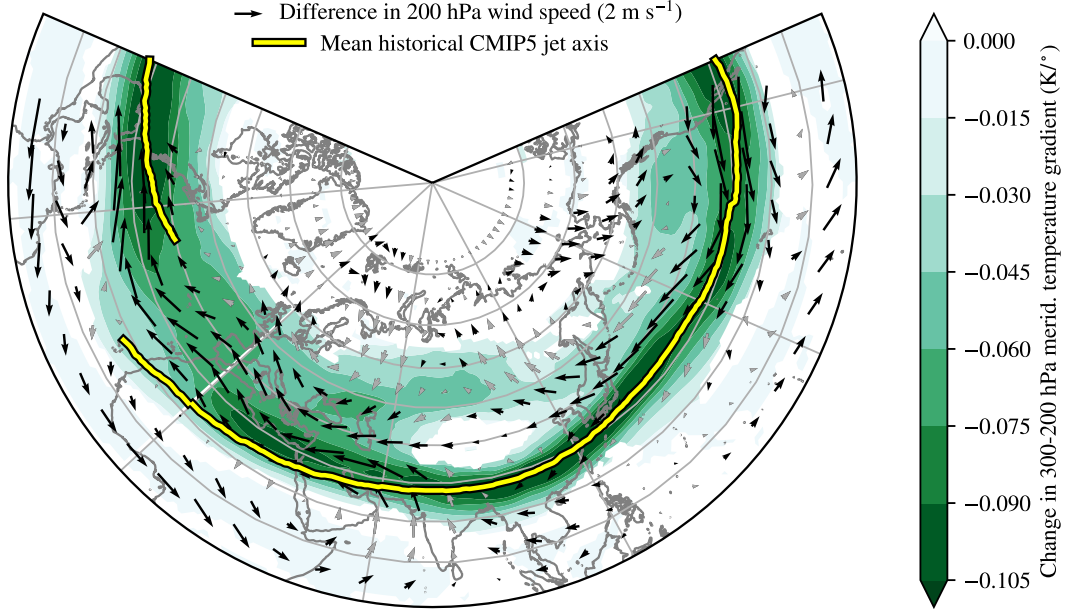 Difference in 200 hPa wind speed (2 m s⁻¹)
Mean historical CMIP5 jet axis
0.000
−0.015
−0.030
−0.045
−0.060
−0.075
−0.090
−0.105
Change in 300-200 hPa merid. temperature gradient (K/°)